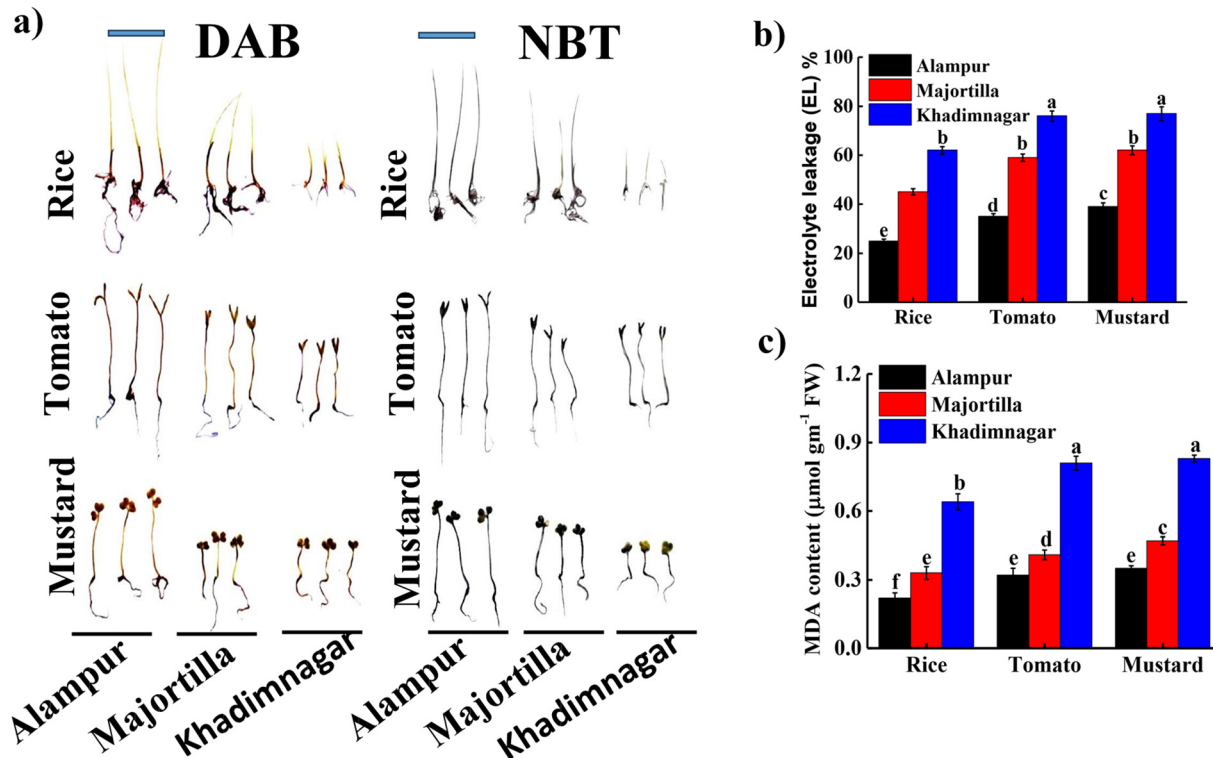 a)
DAB
NBT
Rice
Tomato
Mustard
Rice
Tomato
Mustard
Alampur
Majortilla
Khadimnagar
Alampur
Majortilla
Khadimnagar
b)
Electrolyte leakage (EL) %
100
80
60
40
20
0
Alampur
Majortilla
Khadimnagar
e
b
d
b
a
c
b
a
Rice
Tomato
Mustard
c)
MDA content (µmol gm⁻¹ FW)
1.2
0.9
0.6
0.3
0.0
Alampur
Majortilla
Khadimnagar
f
e
b
e
d
a
e
c
a
Rice
Tomato
Mustard